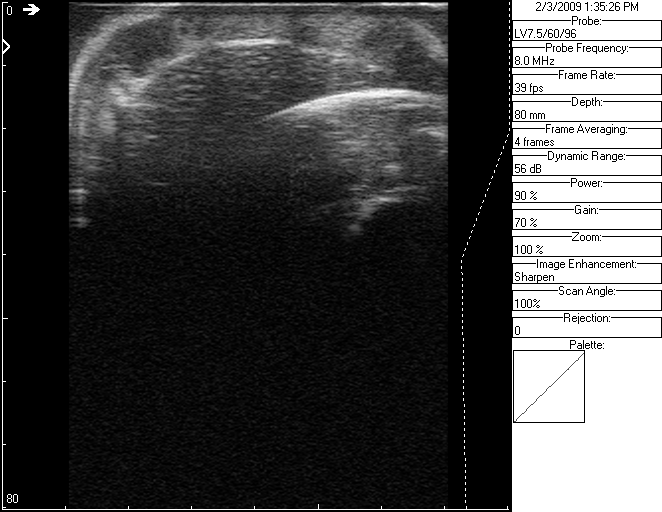 0
80
2/3/2009 1:35:26 PM
Probe:
LV7.5/60/96
Probe Frequency:
8.0 MHz
Frame Rate:
39 fps
Depth:
80 mm
Frame Averaging:
4 frames
Dynamic Range:
56 dB
Power:
90 %
Gain:
70 %
Zoom:
100 %
Image Enhancement:
Sharpen
Scan Angle:
100%
Rejection:
0
Palette: